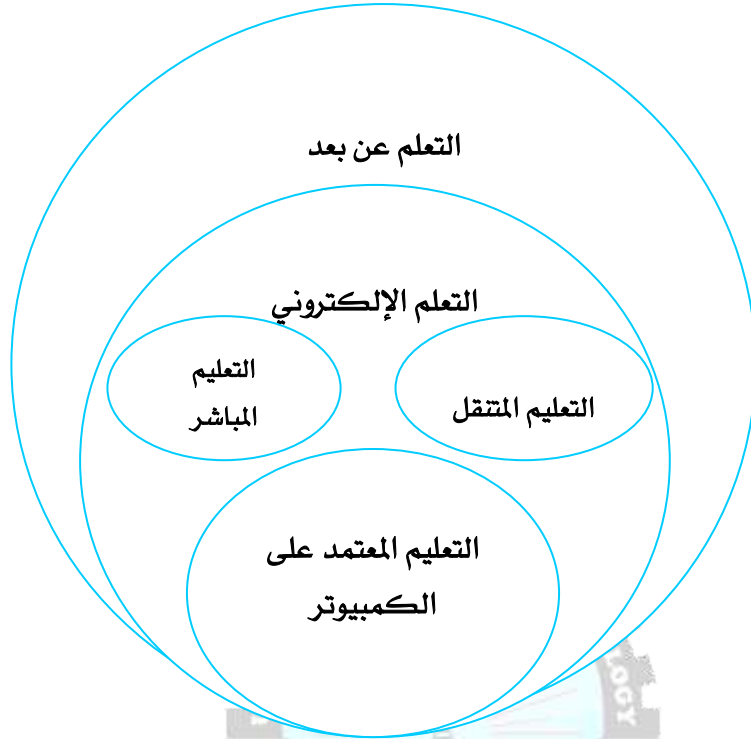 التعلم عن بعد
التعلم الإلكتروني
التعليم
المباشر
التعليم المتنقل
التعليم المعتمد على
الكمبيوتر